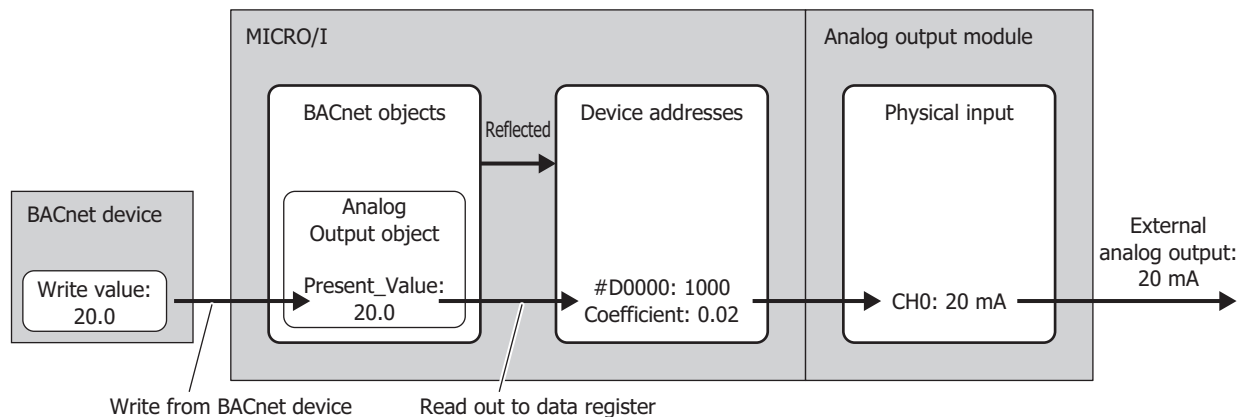 MICRO/I
Analog output module
BACnet objects
Reflected
Device addresses
Physical input
BACnet device
Analog
Output object
External
analog output:
20 mA
Write value:
20.0
Present_Value:
20.0
#D0000: 1000
Coefficient: 0.02
CH0: 20 mA
Write from BACnet device
Read out to data register